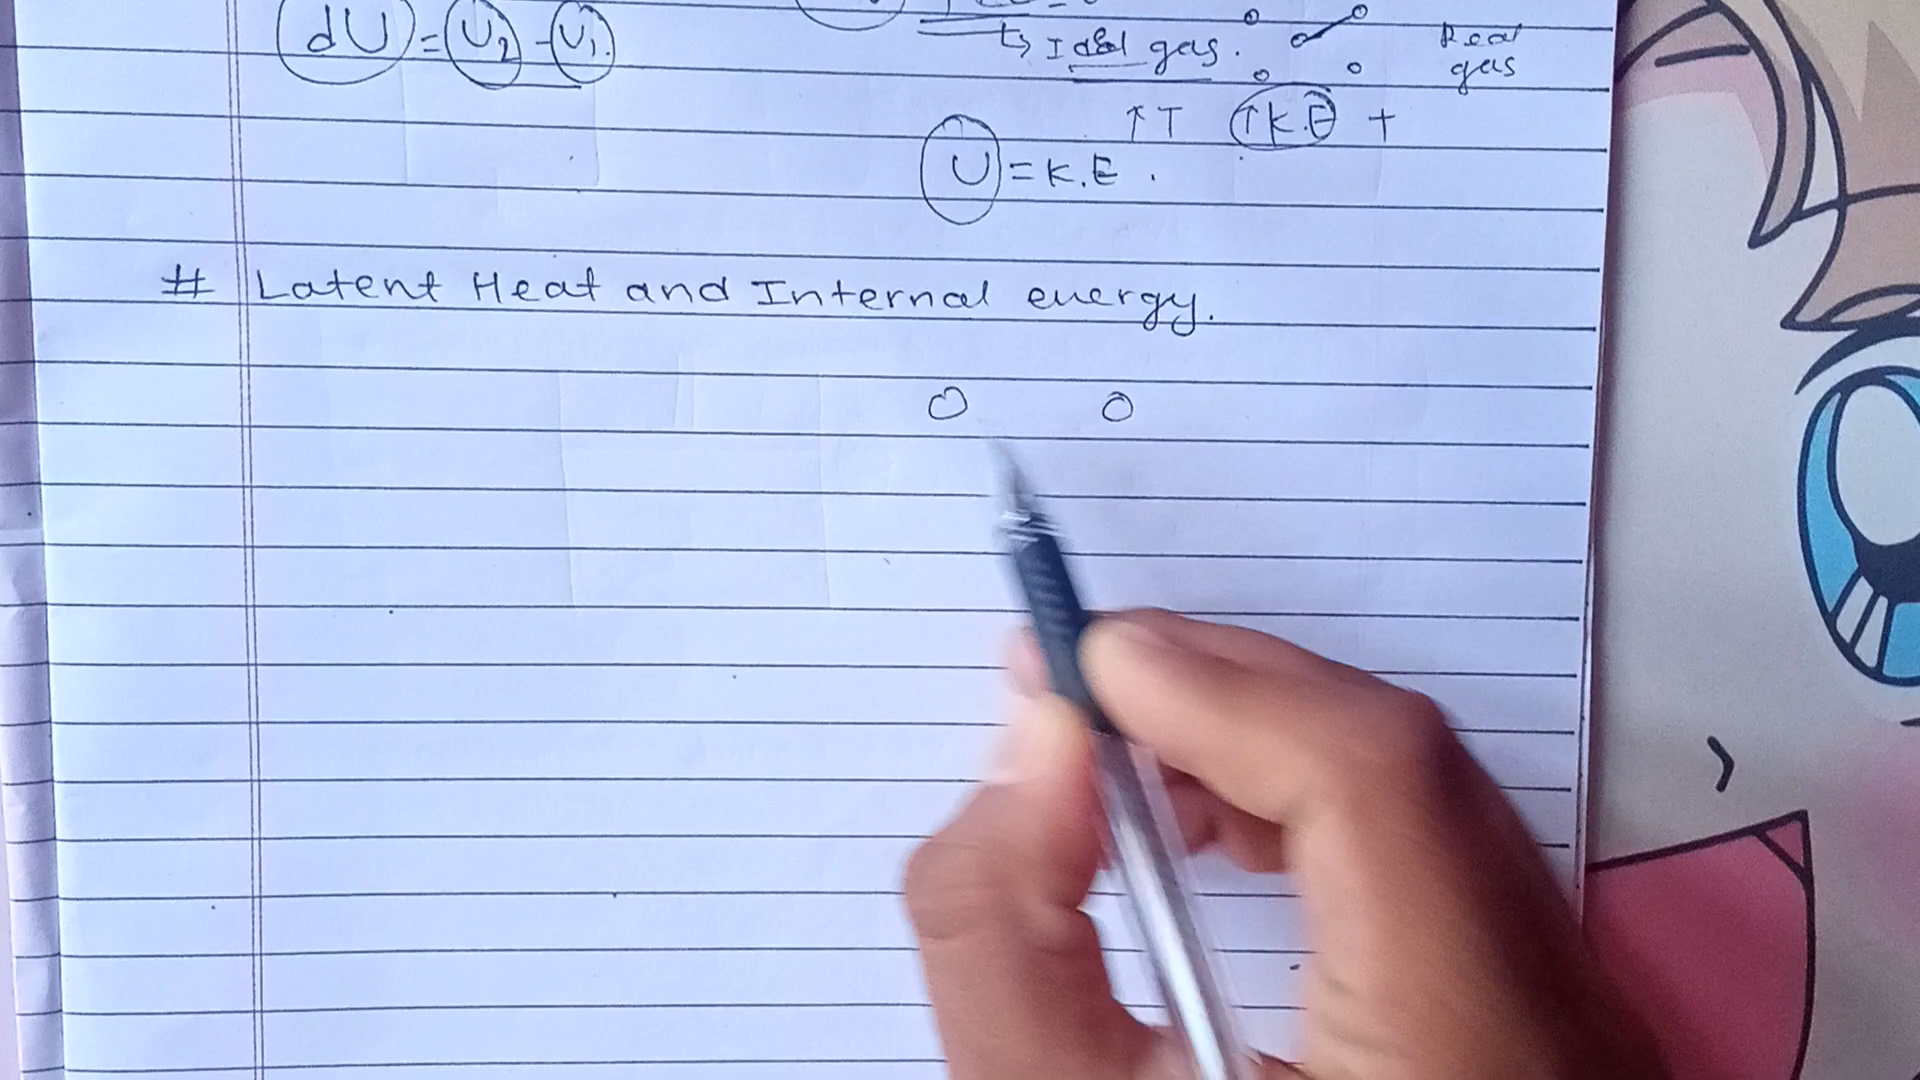 dU = U2 - U1.
↳ Ideal gas.
Real
gas
↑T ↑K.E +
U = K.E.
# Latent Heat and Internal energy.